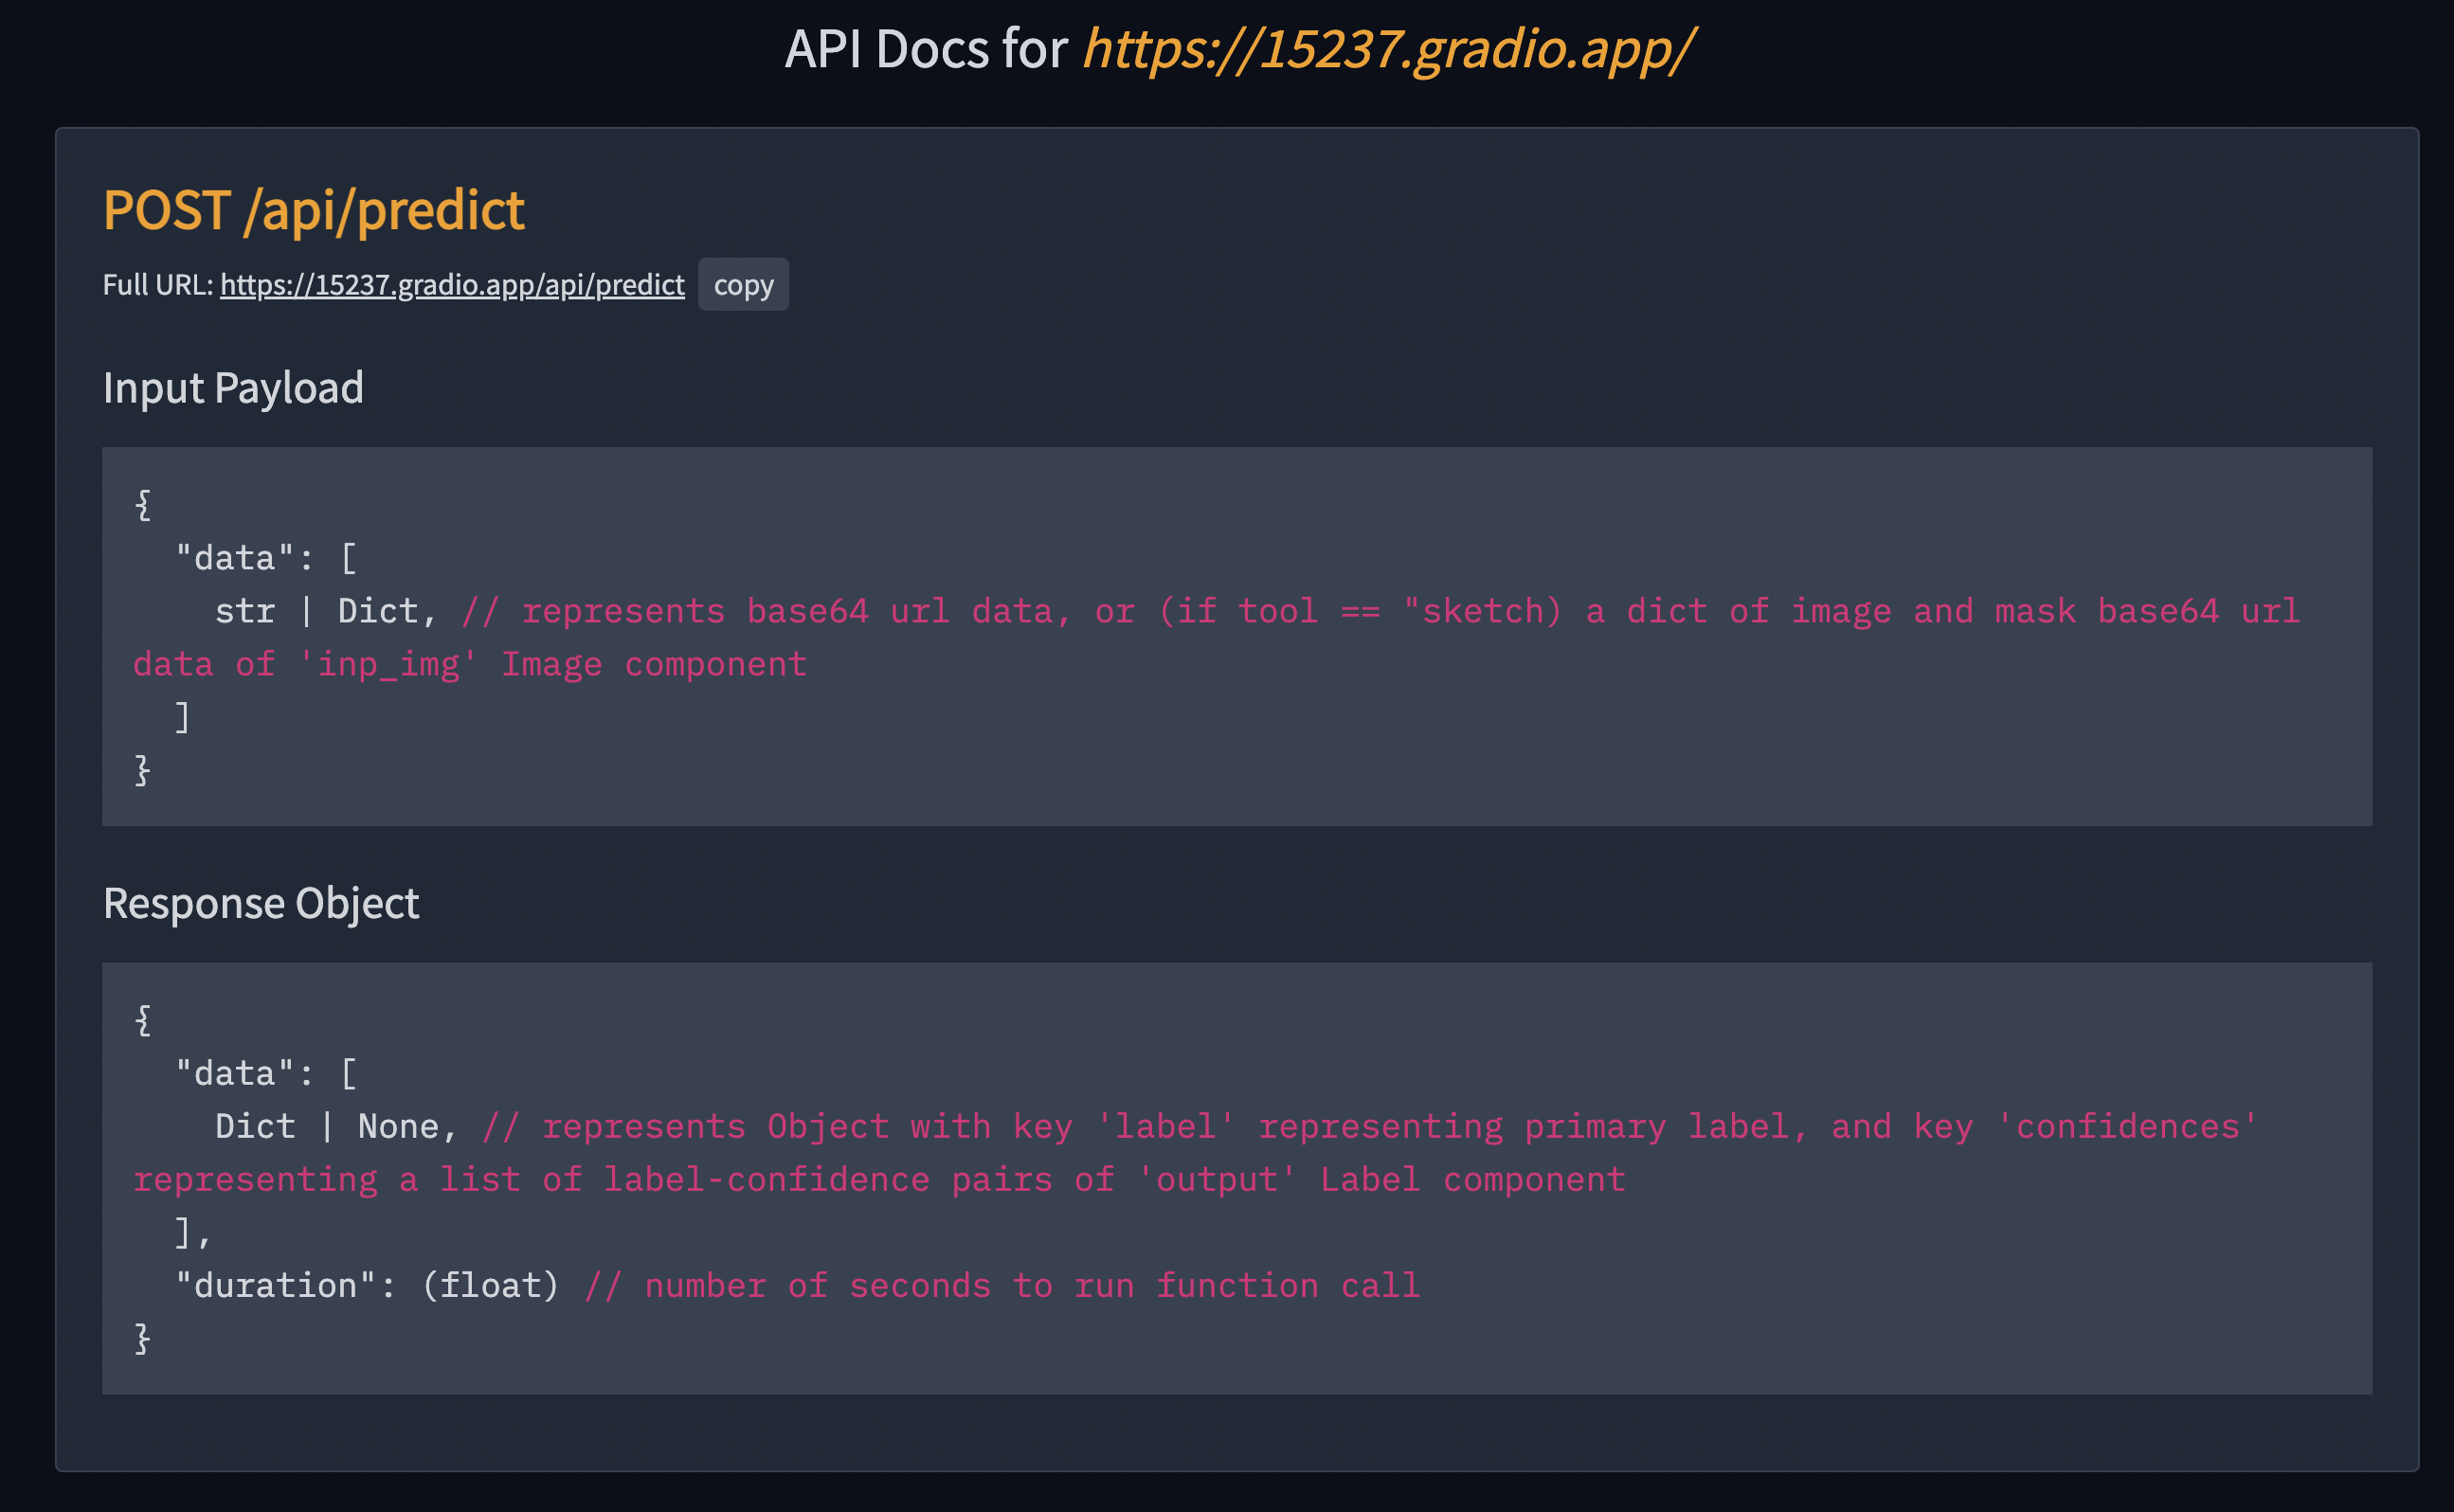 API Docs for https://15237.gradio.app/
POST /api/predict
Full URL: https://15237.gradio.app/api/predict copy
Input Payload
{
  "data": [
    str | Dict, // represents base64 url data, or (if tool == "sketch) a dict of image and mask base64 url
data of 'inp_img' Image component
  ]
}
Response Object
{
  "data": [
    Dict | None, // represents Object with key 'label' representing primary label, and key 'confidences'
representing a list of label-confidence pairs of 'output' Label component
  ],
  "duration": (float) // number of seconds to run function call
}